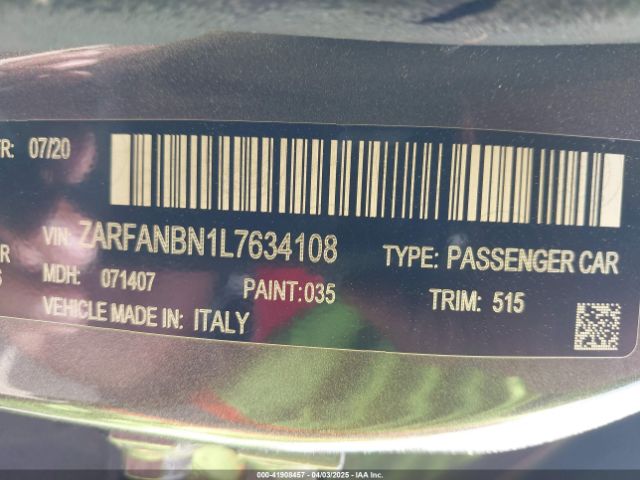 TR: 07/20
VIN: ZARFANBN1L7634108
R
TYPE: PASSENGER CAR
MDH: 071407
PAINT:035
TRIM: 515
VEHICLE MADE IN: ITALY
000-41908457 - 04/03/2025 - IAA Inc.